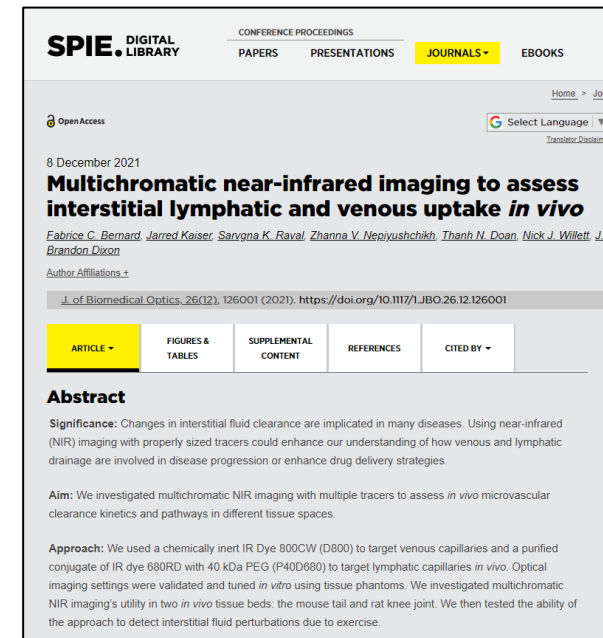 SPIE. DIGITAL LIBRARY
CONFERENCE PROCEEDINGS
PAPERS PRESENTATIONS JOURNALS EBOOKS
Home >
Open Access
G Select Language
8 December 2021
Multichromatic near-infrared imaging to assess
interstitial lymphatic and venous uptake in vivo
Fabrice C. Bernard, Jarred Kaiser, Sarvgna K. Raval, Zhanna V. Nepiyushchikh, Thanh N. Doan, Nick J. Willett, J.
Brandon Dixon
Author Affiliations +
J. of Biomedical Optics, 26(12), 126001 (2021). https://doi.org/10.1117/1.JBO.26.12.126001
ARTICLE FIGURES & TABLES SUPPLEMENTAL CONTENT REFERENCES CITED BY
Abstract
Significance: Changes in interstitial fluid clearance are implicated in many diseases. Using near-infrared
(NIR) imaging with properly sized tracers could enhance our understanding of how venous and lymphatic
drainage are involved in disease progression or enhance drug delivery strategies.
Aim: We investigated multichromatic NIR imaging with multiple tracers to assess in vivo microvascular
clearance kinetics and pathways in different tissue spaces.
Approach: We used a chemically inert IR Dye 800CW (D800) to target venous capillaries and a purified
conjugate of IR dye 680RD with 40 kDa PEG (P40D680) to target lymphatic capillaries in vivo. Optical
imaging settings were validated and tuned in vitro using tissue phantoms. We investigated multichromatic
NIR imaging's utility in two in vivo tissue beds: the mouse tail and rat knee joint. We then tested the ability of
the approach to detect interstitial fluid perturbations due to exercise.